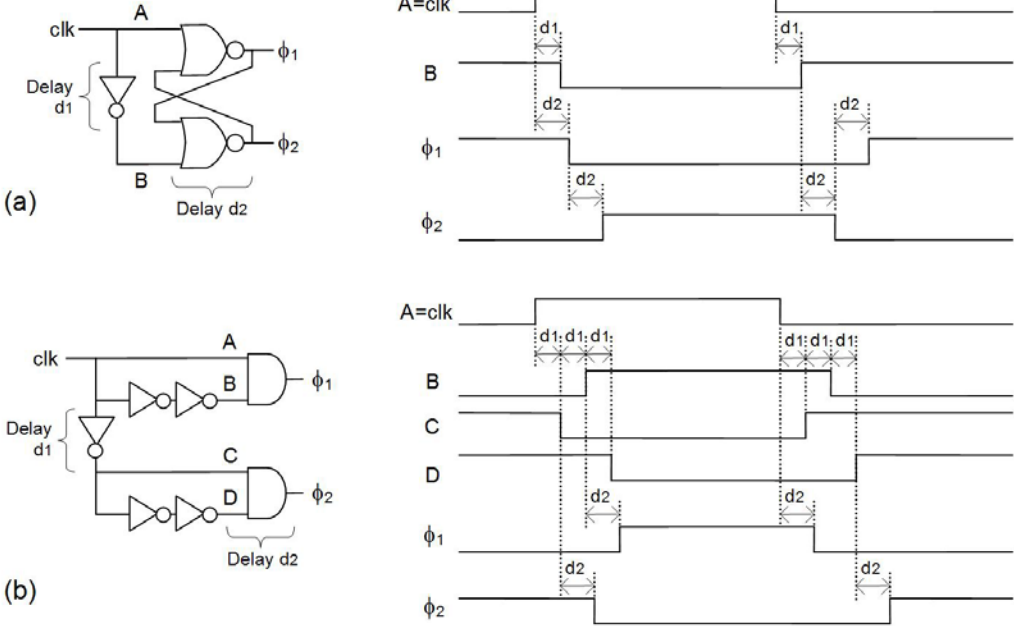 A
clk
ϕ1
Delay
d1
ϕ2
B
Delay d2
(a)
A=clk
d1
d1
B
d2
d2
ϕ1
d2
d2
ϕ2
A
clk
B
ϕ1
Delay
d1
C
D
ϕ2
Delay d2
(b)
A=clk
d1 d1 d1
d1 d1 d1
B
C
D
d2
d2
ϕ1
d2
d2
ϕ2